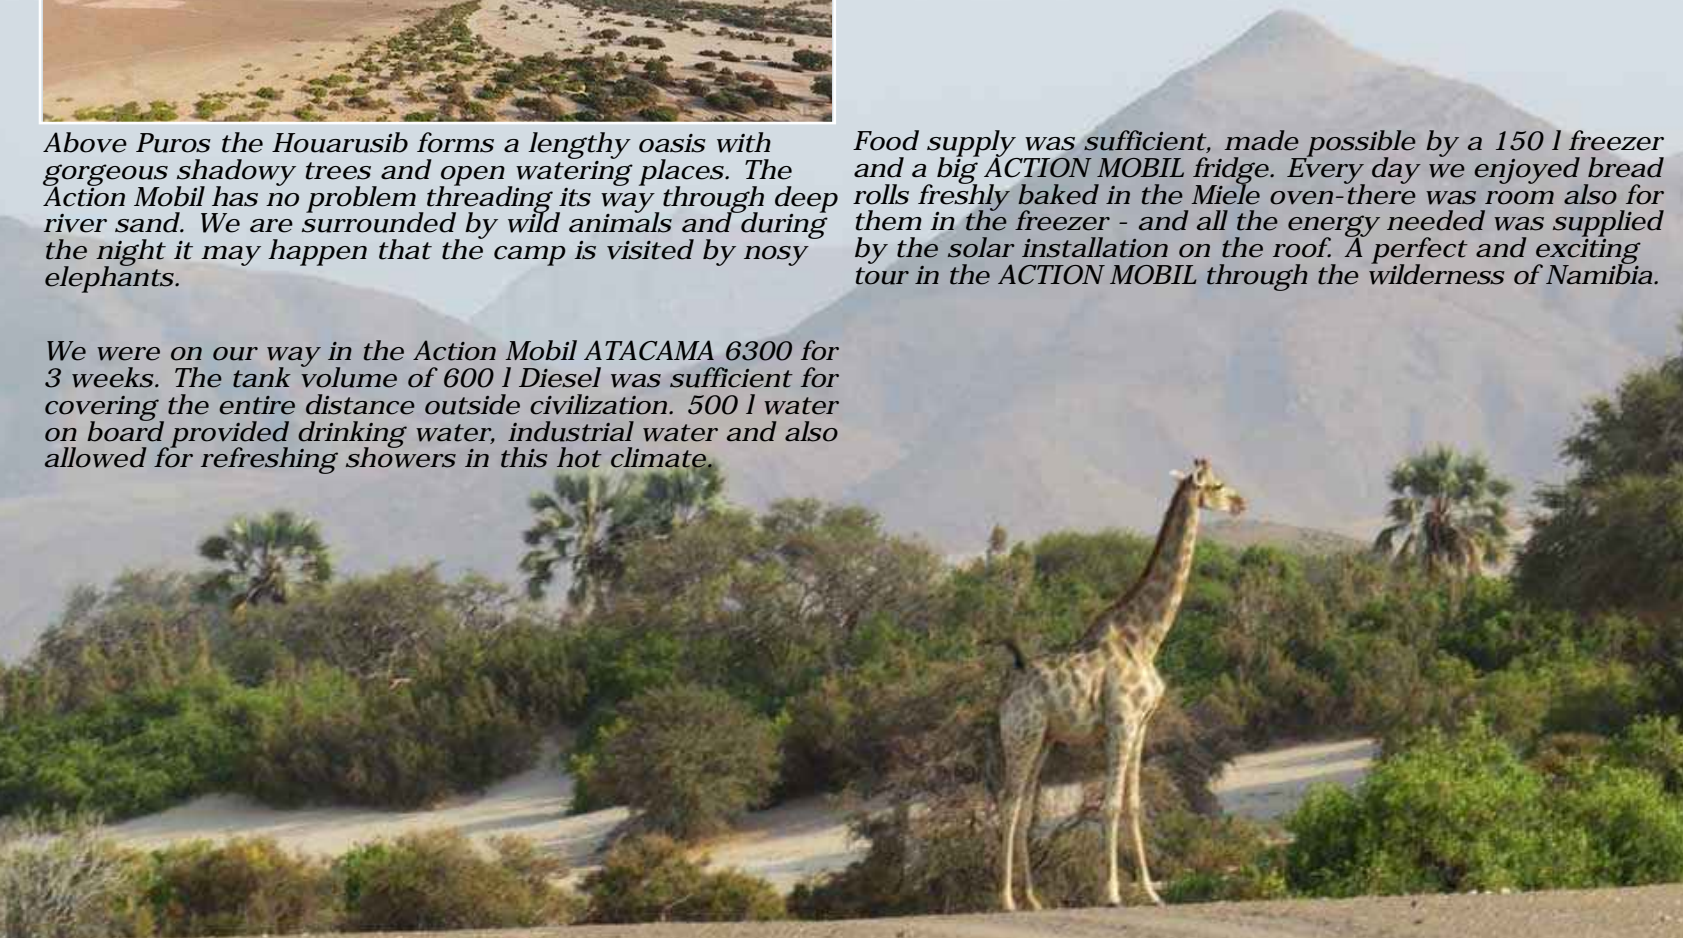 Above Puros the Houarusib forms a lengthy oasis with
gorgeous shadowy trees and open watering places. The
Action Mobil has no problem threading its way through deep
river sand. We are surrounded by wild animals and during
the night it may happen that the camp is visited by nosy
elephants.
We were on our way in the Action Mobil ATACAMA 6300 for
3 weeks. The tank volume of 600 l Diesel was sufficient for
covering the entire distance outside civilization. 500 l water
on board provided drinking water, industrial water and also
allowed for refreshing showers in this hot climate.
Food supply was sufficient, made possible by a 150 l freezer
and a big ACTION MOBIL fridge. Every day we enjoyed bread
rolls freshly baked in the Miele oven-there was room also for
them in the freezer - and all the energy needed was supplied
by the solar installation on the roof. A perfect and exciting
tour in the ACTION MOBIL through the wilderness of Namibia.